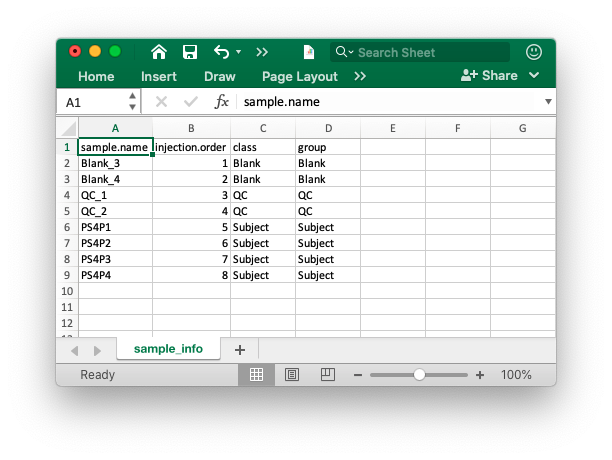 Search Sheet
Home Insert Draw Page Layout >> Share
A1 fx sample.name
A B C D E F G
1 sample.name injection.order class group
2 Blank_3 1 Blank Blank
3 Blank_4 2 Blank Blank
4 QC_1 3 QC QC
5 QC_2 4 QC QC
6 PS4P1 5 Subject Subject
7 PS4P2 6 Subject Subject
8 PS4P3 7 Subject Subject
9 PS4P4 8 Subject Subject
10
11
12
sample_info +
Ready − + 100%